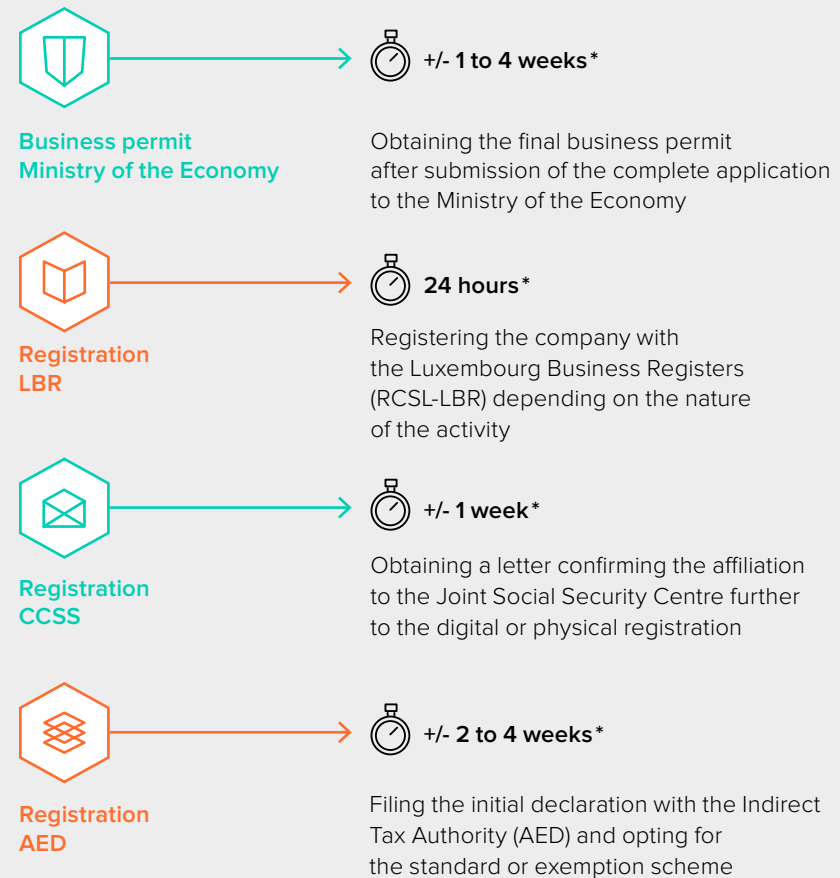 +/- 1 to 4 weeks*
Business permit
Ministry of the Economy
Obtaining the final business permit
after submission of the complete application
to the Ministry of the Economy
24 hours*
Registration
LBR
Registering the company with
the Luxembourg Business Registers
(RCSL-LBR) depending on the nature
of the activity
+/- 1 week*
Registration
CCSS
Obtaining a letter confirming the affiliation
to the Joint Social Security Centre further
to the digital or physical registration
+/- 2 to 4 weeks*
Registration
AED
Filing the initial declaration with the Indirect
Tax Authority (AED) and opting for
the standard or exemption scheme